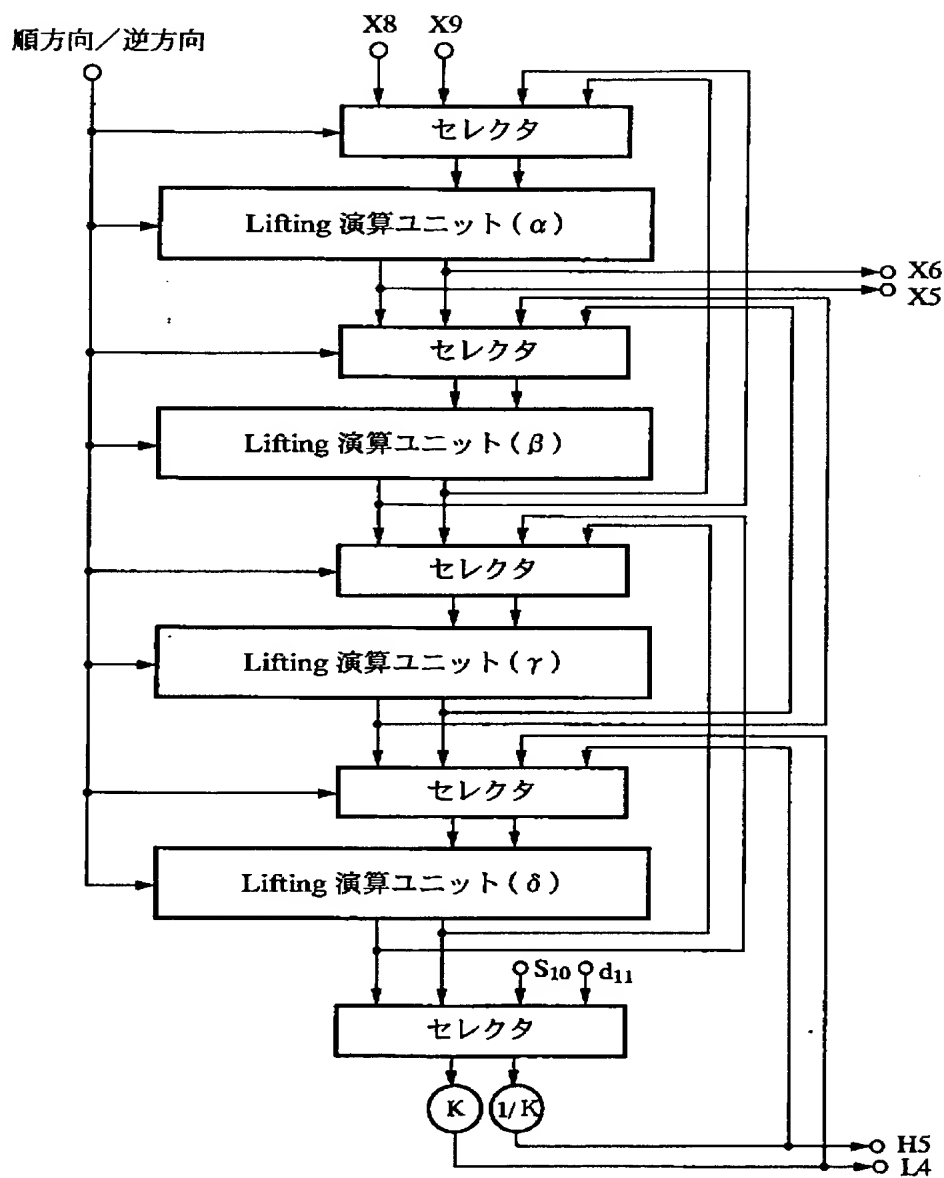 順方向／逆方向
X8 X9
セレクタ
Lifting 演算ユニット(α)
X6
X5
セレクタ
Lifting 演算ユニット(β)
セレクタ
Lifting 演算ユニット(γ)
セレクタ
Lifting 演算ユニット(δ)
S₁₀ d₁₁
セレクタ
K 1/K
H5
L4